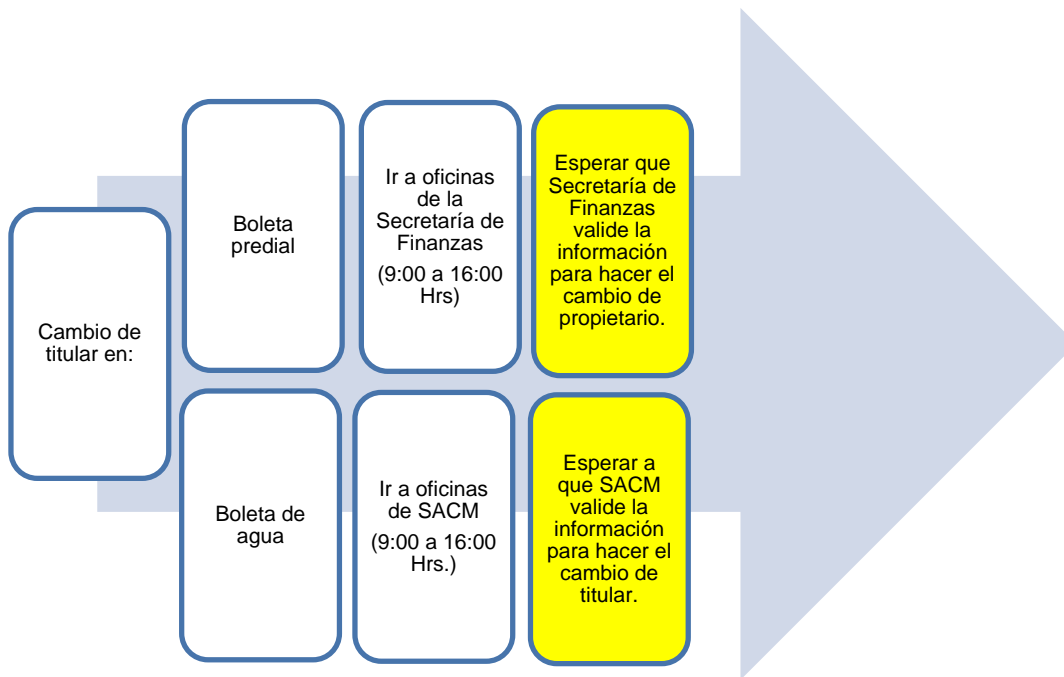 Cambio de
titular en:
Boleta
predial
Ir a oficinas
de la
Secretaría de
Finanzas
(9:00 a 16:00
Hrs)
Esperar que
Secretaría de
Finanzas
valide la
información
para hacer el
cambio de
propietario.
Boleta de
agua
Ir a oficinas
de SACM
(9:00 a 16:00
Hrs.)
Esperar a
que SACM
valide la
información
para hacer el
cambio de
titular.